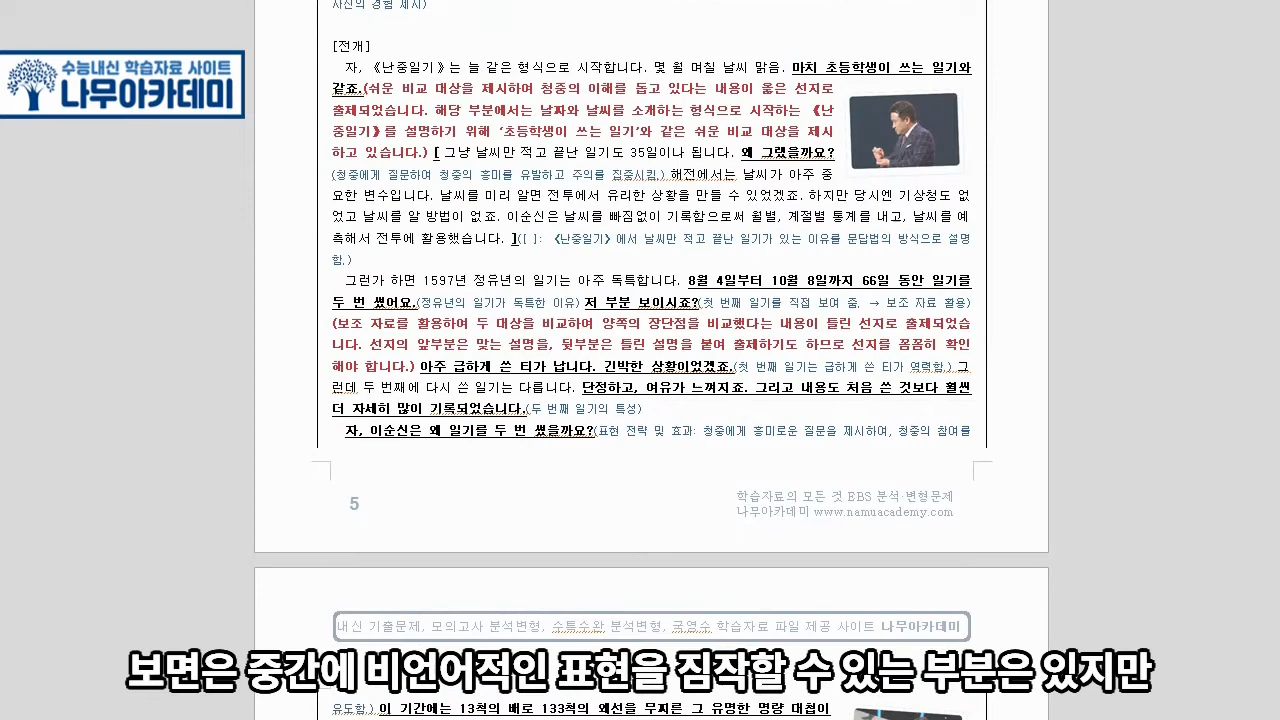 자신의 경험 제시)
수능내신 학습자료 사이트
나무아카데미
[전개]
자, 《난중일기》는 늘 같은 형식으로 시작합니다. 몇 월 며칠 날씨 맑음. 마치 초등학생이 쓰는 일기와
같죠.(쉬운 비교 대상을 제시하여 청중의 이해를 돕고 있다는 내용이 옳은 선지로
출제되었습니다. 해당 부분에서는 날짜와 날씨를 소개하는 형식으로 시작하는 《난
중일기》를 설명하기 위해 '초등학생이 쓰는 일기'와 같은 쉬운 비교 대상을 제시
하고 있습니다.) [ 그냥 날씨만 적고 끝난 일기도 35일이나 됩니다. 왜 그랬을까요?
(청중에게 질문하여 청중의 흥미를 유발하고 주의를 집중시킴.) 해전에서는 날씨가 아주 중
요한 변수입니다. 날씨를 미리 알면 전투에서 유리한 상황을 만들 수 있었겠죠. 하지만 당시엔 기상청도 없
었고 날씨를 알 방법이 없죠. 이순신은 날씨를 빠짐없이 기록함으로써 월별, 계절별 통계를 내고, 날씨를 예
측해서 전투에 활용했습니다. ]([ ]: 《난중일기》에서 날씨만 적고 끝난 일기가 있는 이유를 문답법의 방식으로 설명
함.)
그런가 하면 1597년 정유년의 일기는 아주 독특합니다. 8월 4일부터 10월 8일까지 66일 동안 일기를
두 번 썼어요.(정유년의 일기가 독특한 이유) 저 부분 보이시죠?(첫 번째 일기를 직접 보여 줌. → 보조 자료 활용)
(보조 자료를 활용하여 두 대상을 비교하여 양쪽의 장단점을 비교했다는 내용이 틀린 선지로 출제되었습
니다. 선지의 앞부분은 맞는 설명을, 뒷부분은 틀린 설명을 붙여 출제하기도 하므로 선지를 꼼꼼히 확인
해야 합니다.) 아주 급하게 쓴 티가 납니다. 긴박한 상황이었겠죠.(첫 번째 일기는 급하게 쓴 티가 역력함.) 그
런데 두 번째에 다시 쓴 일기는 다릅니다. 단정하고, 여유가 느껴지죠. 그리고 내용도 처음 쓴 것보다 훨씬
더 자세히 많이 기록되었습니다.(두 번째 일기의 특성)
자, 이순신은 왜 일기를 두 번 썼을까요?(표현 전략 및 효과: 청중에게 흥미로운 질문을 제시하여, 청중의 참여를
5
학습자료의 모든 것 EBS 분석·변형문제
나무아카데미 www.namuacademy.com
내신 기출문제, 모의고사 분석변형, 수특수완 분석변형, 국영수 학습자료 파일 제공 사이트 나무아카데미
보면은 중간에 비언어적인 표현을 짐작할 수 있는 부분은 있지만
유도함.) 이 기간에는 13척의 배로 133척의 왜선을 무찌른 그 유명한 명량 대첩이